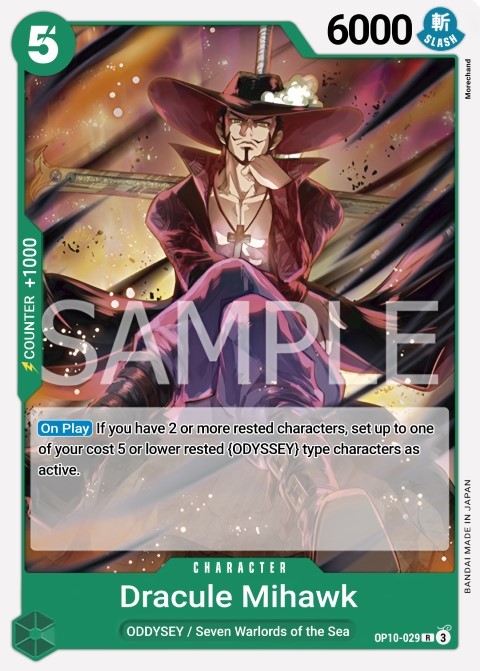 5
6000
斬
SLASH
Morechand
COUNTER +1000
SAMPLE
On Play If you have 2 or more rested characters, set up to one
of your cost 5 or lower rested {ODYSSEY} type characters as
active.
BANDAI MADE IN JAPAN
CHARACTER
Dracule Mihawk
ODDYSEY / Seven Warlords of the Sea
OP10-029 R 3